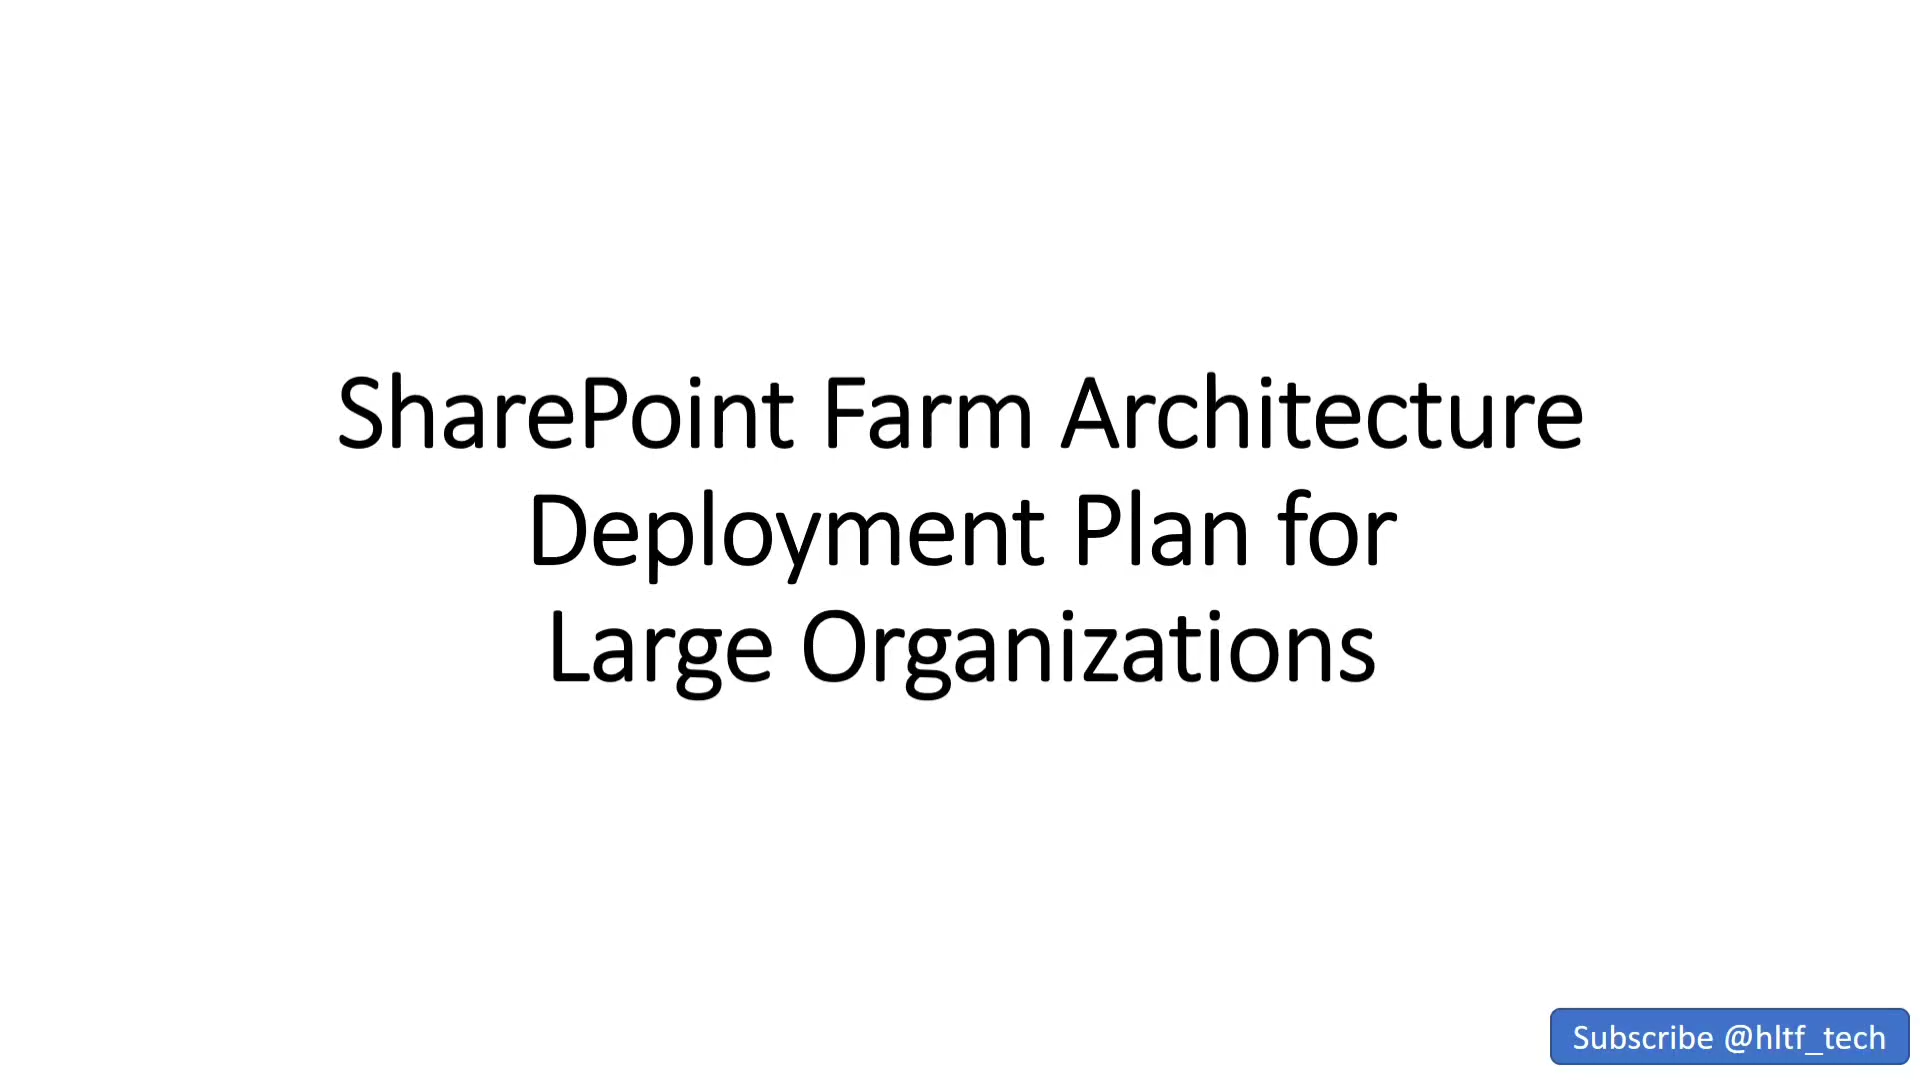 SharePoint Farm Architecture
Deployment Plan for
Large Organizations
Subscribe @hltf_tech